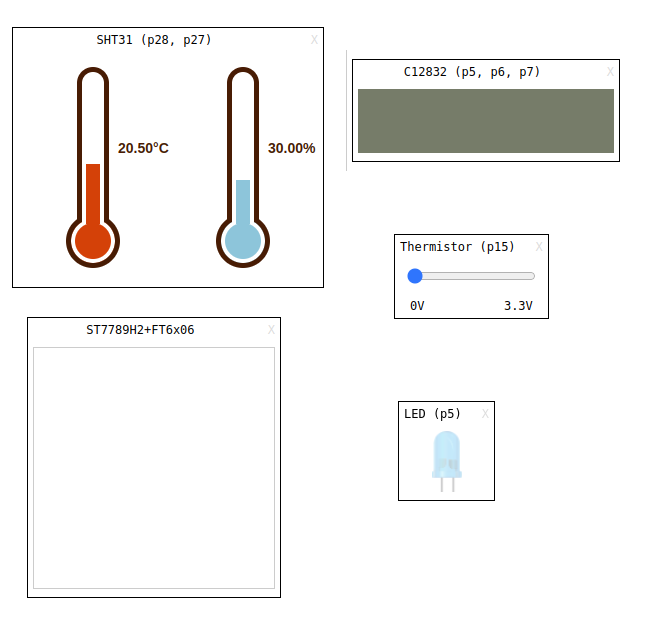 SHT31 (p28, p27) X
20.50°C
30.00%
C12832 (p5, p6, p7) X
Thermistor (p15) X
0V 3.3V
ST7789H2+FT6x06 X
LED (p5) X